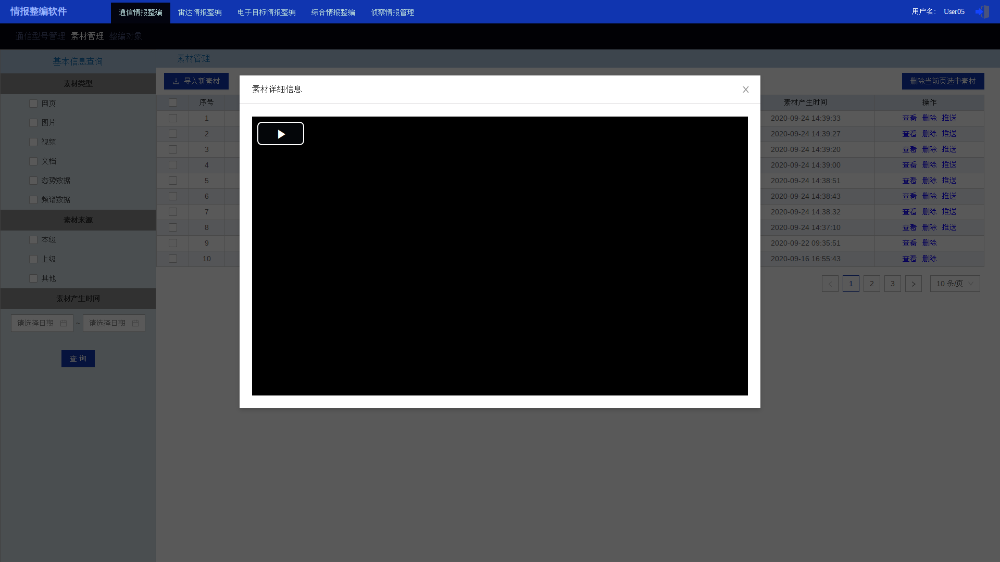 情报整编软件 通信情报整编 雷达情报整编 电子目标情报整编 综合情报整编 侦察情报管理 用户名: User05
通信型号管理 素材管理 整编对象
基本信息查询
素材类型
网页
图片
视频
文档
态势数据
频谱数据
素材来源
本级
上级
其他
素材产生时间
请选择日期 ~ 请选择日期
查 询
素材管理
导入新素材 删除当前页选中素材
序号 素材产生时间 操作
1 2020-09-24 14:39:33 查看 删除 推送
2 2020-09-24 14:39:27 查看 删除 推送
3 2020-09-24 14:39:20 查看 删除 推送
4 2020-09-24 14:39:00 查看 删除 推送
5 2020-09-24 14:38:51 查看 删除 推送
6 2020-09-24 14:38:43 查看 删除 推送
7 2020-09-24 14:38:32 查看 删除 推送
8 2020-09-24 14:37:10 查看 删除 推送
9 2020-09-22 09:35:51 查看 删除
10 2020-09-16 16:55:43 查看 删除
< 1 2 3 > 10 条/页
素材详细信息 X